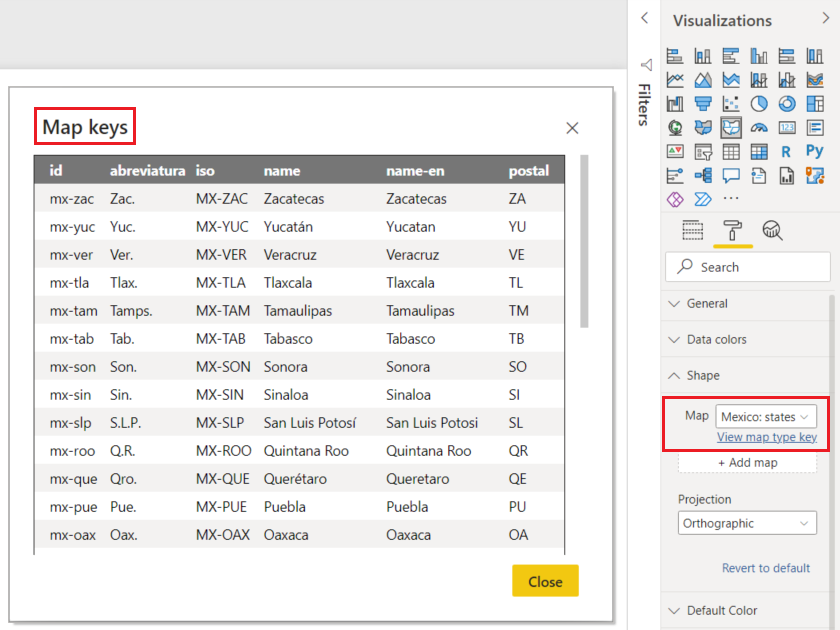 Map keys
id abreviatura iso name name-en postal
mx-zac Zac. MX-ZAC Zacatecas Zacatecas ZA
mx-yuc Yuc. MX-YUC Yucatán Yucatan YU
mx-ver Ver. MX-VER Veracruz Veracruz VE
mx-tla Tlax. MX-TLA Tlaxcala Tlaxcala TL
mx-tam Tamps. MX-TAM Tamaulipas Tamaulipas TM
mx-tab Tab. MX-TAB Tabasco Tabasco TB
mx-son Son. MX-SON Sonora Sonora SO
mx-sin Sin. MX-SIN Sinaloa Sinaloa SI
mx-slp S.L.P. MX-SLP San Luis Potosí San Luis Potosi SL
mx-roo Q.R. MX-ROO Quintana Roo Quintana Roo QR
mx-que Qro. MX-QUE Querétaro Queretaro QE
mx-pue Pue. MX-PUE Puebla Puebla PU
mx-oax Oax. MX-OAX Oaxaca Oaxaca OA
Close
Filters
Visualizations
123
R Py
Search
General
Data colors
Shape
Map Mexico: states
View map type key
+ Add map
Projection
Orthographic
Revert to default
Default Color